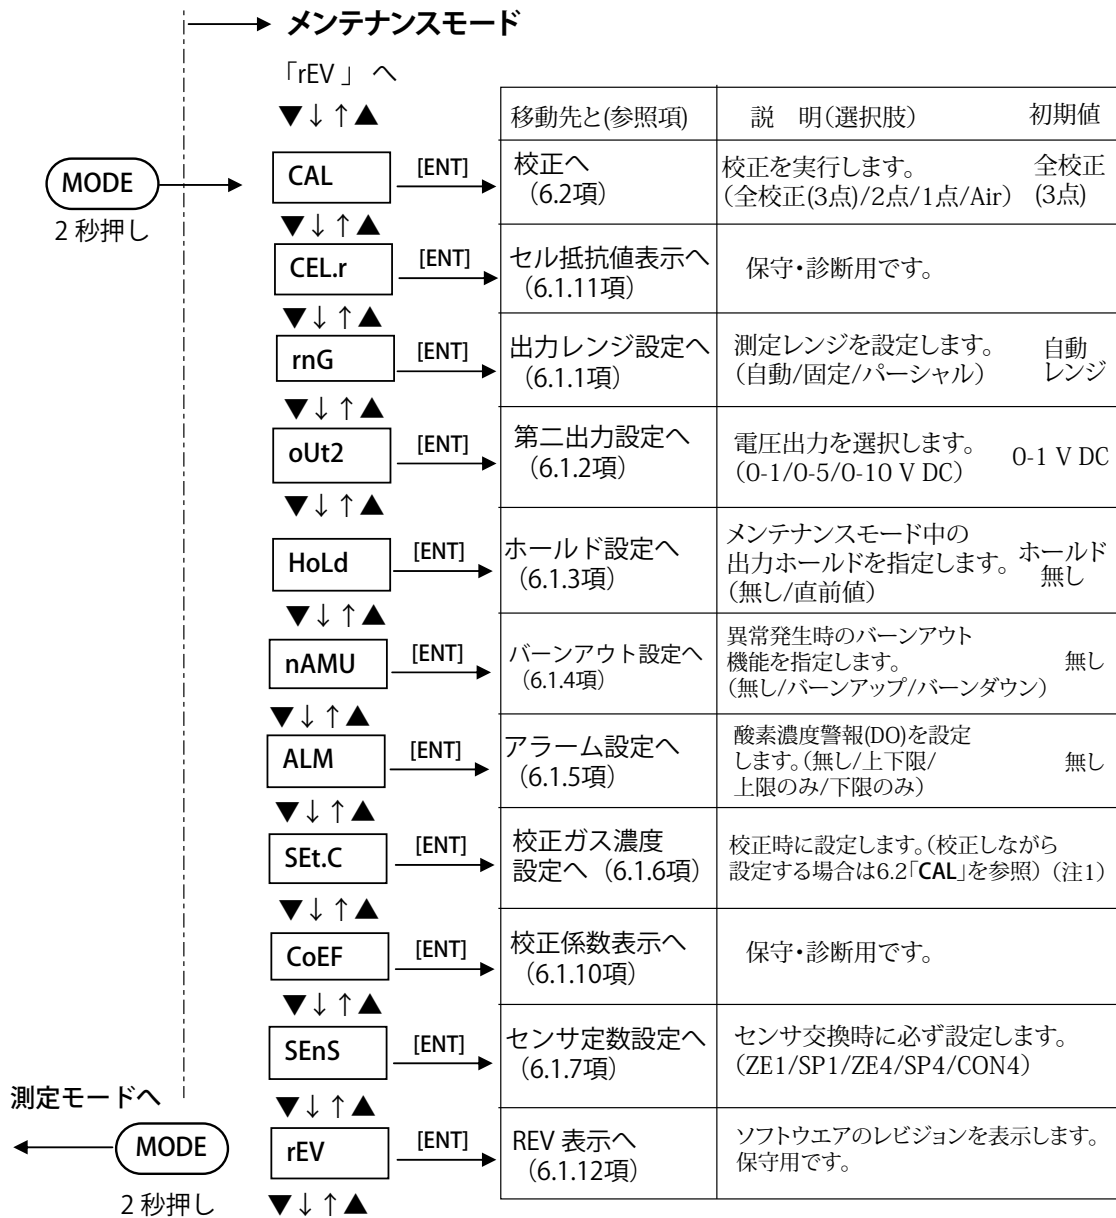 メンテナンスモード
「rEV 」 へ
▼↓↑▲
移動先と(参照項) 説 明(選択肢) 初期値
MODE
2 秒押し
CAL [ENT] 校正へ
(6.2項)
校正を実行します。
(全校正(3点)/2点/1点/Air)
全校正
(3点)
▼↓↑▲
CEL.r [ENT] セル抵抗値表示へ
(6.1.11項)
保守・診断用です。
▼↓↑▲
rnG [ENT] 出力レンジ設定へ
(6.1.1項)
測定レンジを設定します。
(自動/固定/パーシャル)
自動
レンジ
▼↓↑▲
oUt2 [ENT] 第二出力設定へ
(6.1.2項)
電圧出力を選択します。
(0-1/0-5/0-10 V DC)
0-1 V DC
▼↓↑▲
HoLd [ENT] ホールド設定へ
(6.1.3項)
メンテナンスモード中の
出力ホールドを指定します。
(無し/直前値)
ホールド
無し
▼↓↑▲
nAMU [ENT] バーンアウト設定へ
(6.1.4項)
異常発生時のバーンアウト
機能を指定します。
(無し/バーンアップ/バーンダウン)
無し
▼↓↑▲
ALM [ENT] アラーム設定へ
(6.1.5項)
酸素濃度警報(DO)を設定
します。(無し/上下限/
上限のみ/下限のみ)
無し
▼↓↑▲
SEt.C [ENT] 校正ガス濃度
設定へ (6.1.6項)
校正時に設定します。(校正しながら
設定する場合は6.2「CAL」を参照) (注1)
▼↓↑▲
CoEF [ENT] 校正係数表示へ
(6.1.10項)
保守・診断用です。
▼↓↑▲
SEnS [ENT] センサ定数設定へ
(6.1.7項)
センサ交換時に必ず設定します。
(ZE1/SP1/ZE4/SP4/CON4)
▼↓↑▲
測定モードへ
MODE
2 秒押し
rEV [ENT] REV 表示へ
(6.1.12項)
ソフトウエアのレビジョンを表示します。
保守用です。
▼↓↑▲